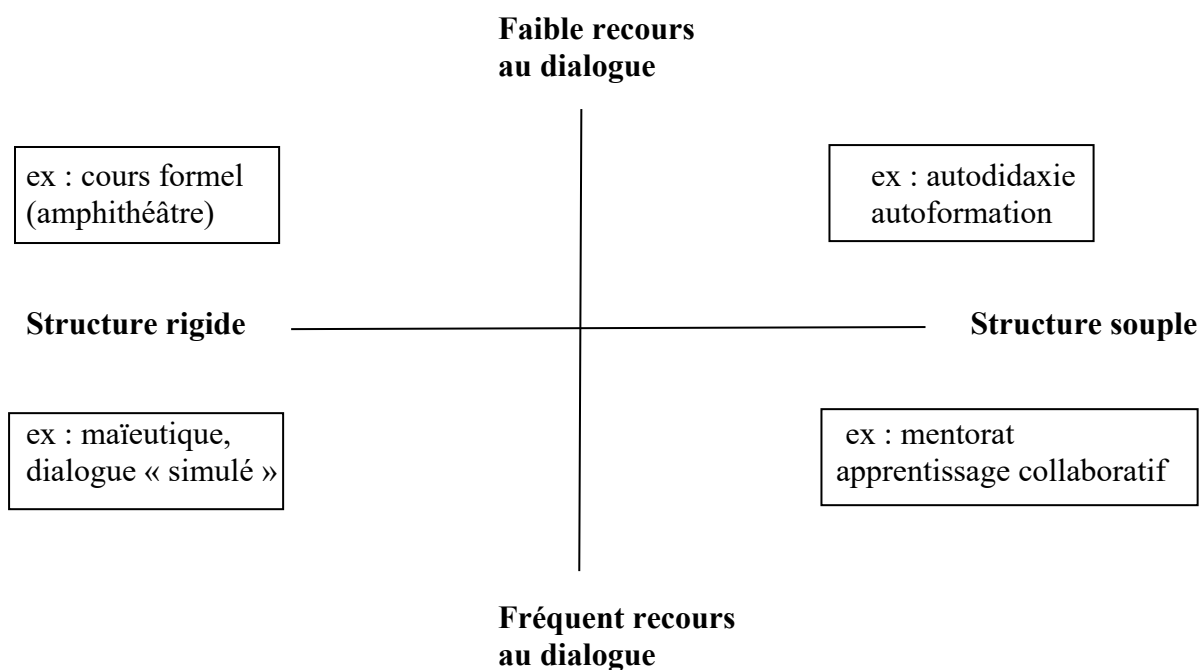 Faible recours
au dialogue
ex : cours formel
(amphithéâtre)
ex : autodidaxie
autoformation
Structure rigide
Structure souple
ex : maïeutique,
dialogue « simulé »
ex : mentorat
apprentissage collaboratif
Fréquent recours
au dialogue